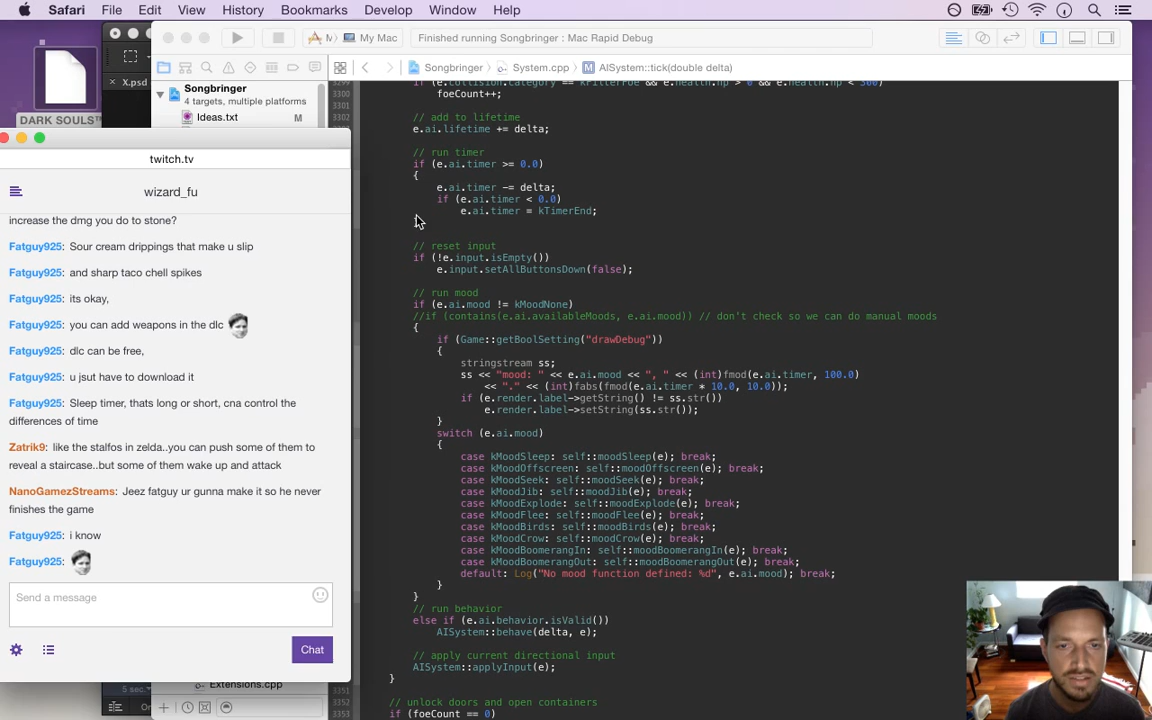 Safari File Edit View History Bookmarks Develop Window Help
My Mac Finished running Songbringer : Mac Rapid Debug
X.psd
DARK SOULS™
Songbringer
4 targets, multiple platforms
Ideas.txt M
Songbringer System.cpp AISystem::tick(double delta)
twitch.tv
wizard_fu
increase the dmg you do to stone?
Fatguy925: Sour cream drippings that make u slip
Fatguy925: and sharp taco chell spikes
Fatguy925: its okay,
Fatguy925: you can add weapons in the dlc
Fatguy925: dlc can be free,
Fatguy925: u jsut have to download it
Fatguy925: Sleep timer, thats long or short, cna control the
differences of time
Zatrik9: like the stalfos in zelda..you can push some of them to
reveal a staircase..but some of them wake up and attack
NanoGamezStreams: Jeez fatguy ur gunna make it so he never
finishes the game
Fatguy925: i know
Fatguy925:
Send a message
Chat
5 sec.
Extensions.cpp
3300 foeCount++;
3301
3302 // add to lifetime
e.ai.lifetime += delta;
// run timer
if (e.ai.timer >= 0.0)
{
e.ai.timer -= delta;
if (e.ai.timer < 0.0)
e.ai.timer = kTimerEnd;
// reset input
if (!e.input.isEmpty())
e.input.setAllButtonsDown(false);
// run mood
if (e.ai.mood != kMoodNone)
//if (contains(e.ai.availableMoods, e.ai.mood)) // don't check so we can do manual moods
{
if (Game::getBoolSetting("drawDebug"))
{
stringstream ss;
ss << "mood: " << e.ai.mood << ", " << (int)fmod(e.ai.timer, 100.0)
<< "." << (int)fabs(fmod(e.ai.timer * 10.0, 10.0));
if (e.render.label->getString() != ss.str())
e.render.label->setString(ss.str());
}
switch (e.ai.mood)
{
case kMoodSleep: self::moodSleep(e); break;
case kMoodOffscreen: self::moodOffscreen(e); break;
case kMoodSeek: self::moodSeek(e); break;
case kMoodJib: self::moodJib(e); break;
case kMoodExplode: self::moodExplode(e); break;
case kMoodFlee: self::moodFlee(e); break;
case kMoodBirds: self::moodBirds(e); break;
case kMoodCrow: self::moodCrow(e); break;
case kMoodBoomerangIn: self::moodBoomerangIn(e); break;
case kMoodBoomerangOut: self::moodBoomerangOut(e); break;
default: Log("No mood function defined: %d", e.ai.mood); break;
}
}
// run behavior
else if (e.ai.behavior.isValid())
AISystem::behave(delta, e);
// apply current directional input
AISystem::applyInput(e);
}
3351
3352 // unlock doors and open containers
3353 if (foeCount == 0)